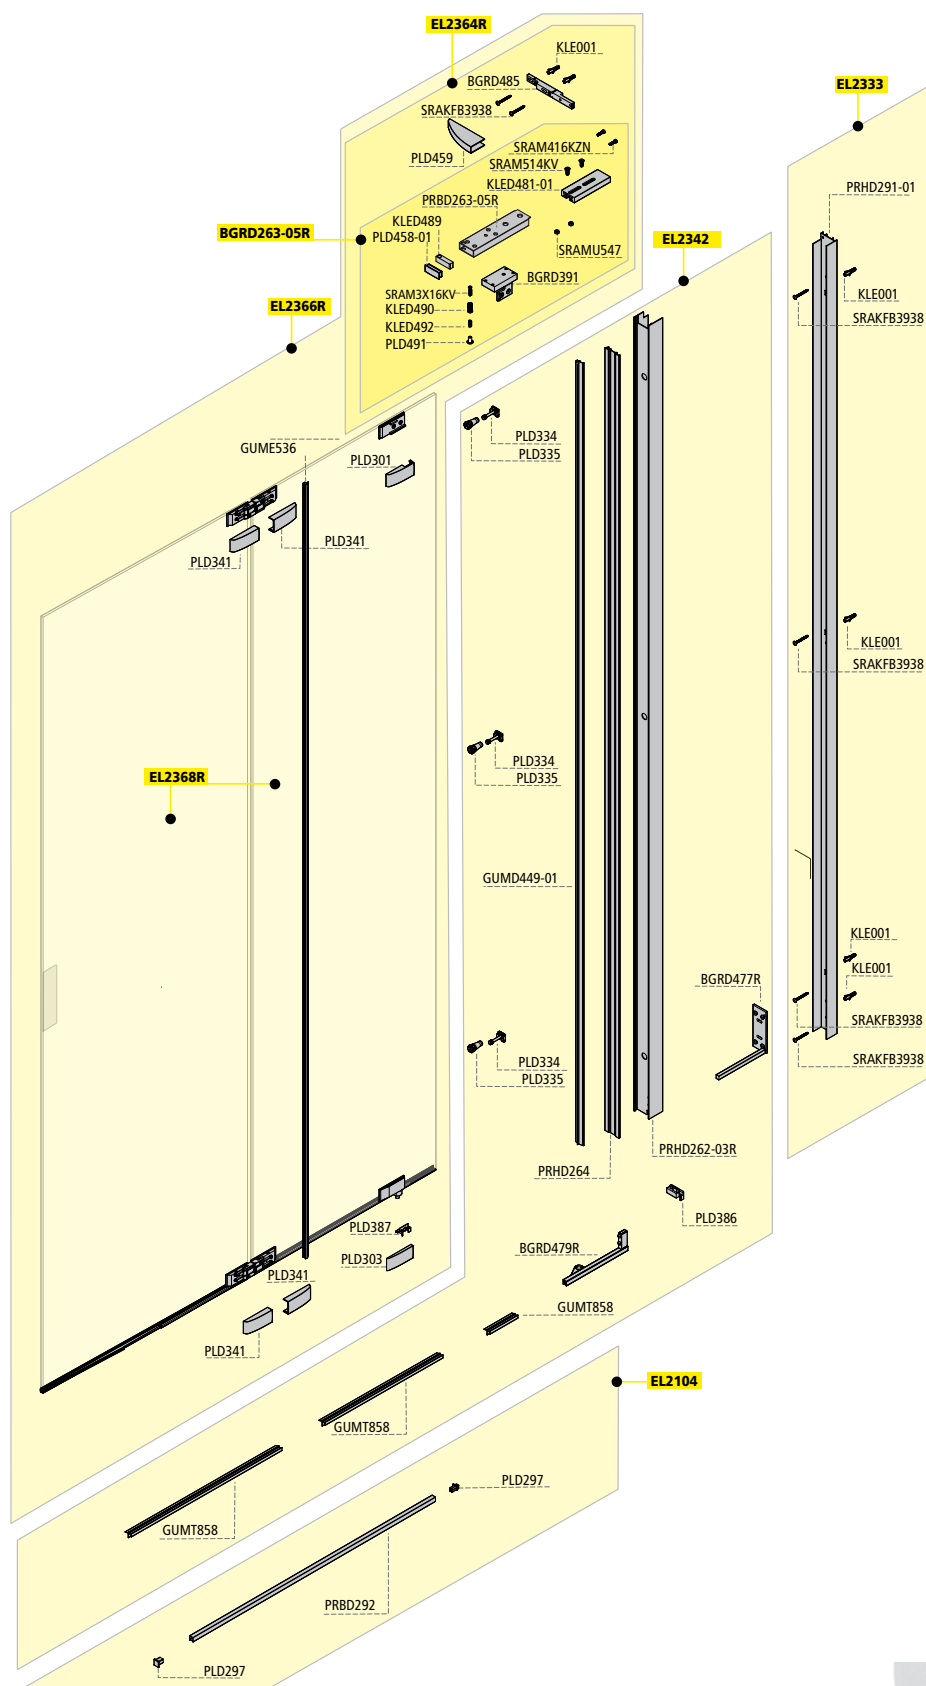 EL2364R
KLE001
BGRD485
SRAKFB3938
PLD459
EL2333
SRAM416KZN
SRAM514KV
KLED481-01
PRBD263-05R
KLED489
PLD458-01
BGRD263-05R
SRAMU547
BGRD391
SRAM3X16KV
KLED490
KLED492
PLD491
EL2342
PRHD291-01
KLE001
SRAKFB3938
EL2366R
GUME536
PLD301
PLD334
PLD335
PLD341
PLD341
KLE001
SRAKFB3938
EL2368R
PLD334
PLD335
GUMD449-01
KLE001
KLE001
BGRD477R
SRAKFB3938
SRAKFB3938
PLD334
PLD335
PRHD262-03R
PRHD264
PLD386
PLD387
PLD303
BGRD479R
PLD341
PLD341
GUMT858
EL2104
GUMT858
GUMT858
PLD297
PRBD292
PLD297